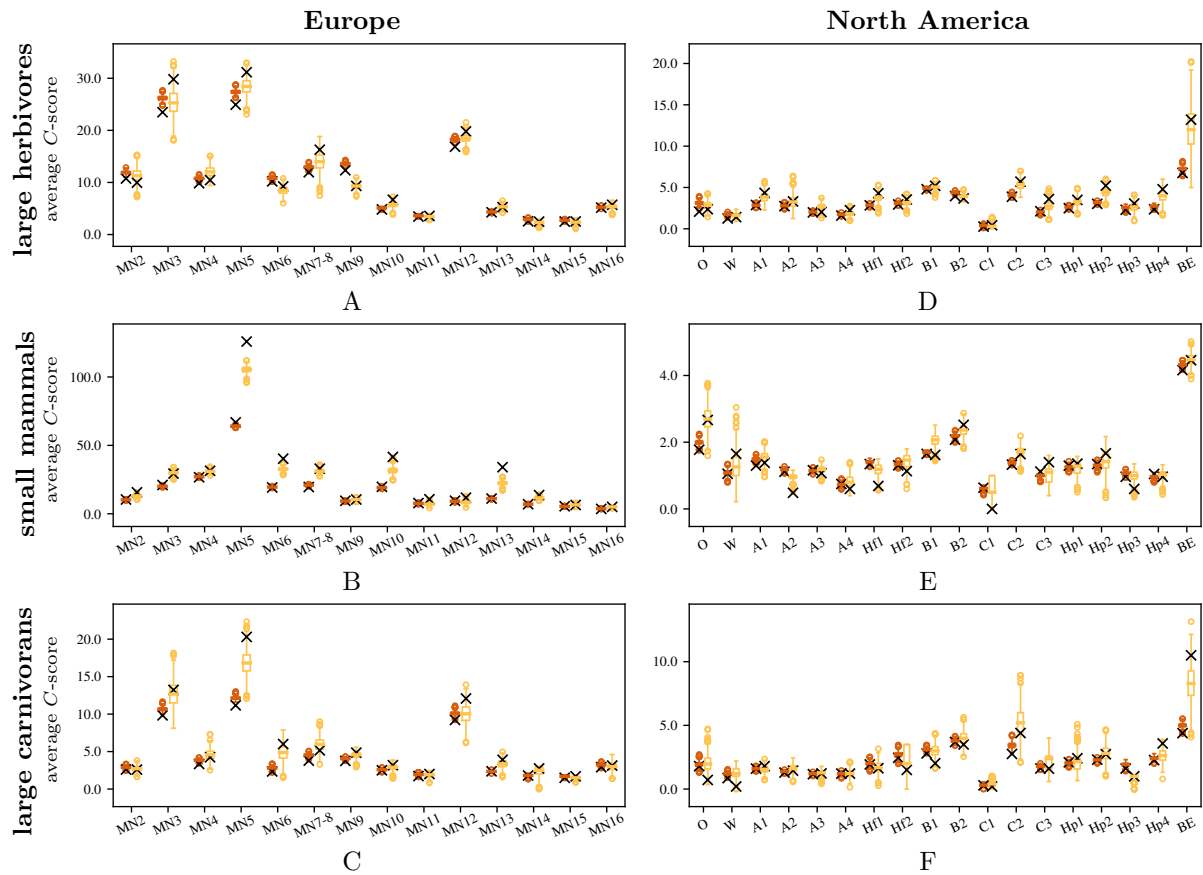 Europe
North America
large herbivores
average C-score
30.0
20.0
10.0
0.0
MN2 MN3 MN4 MN5 MN6 MN7-8 MN9 MN10 MN11 MN12 MN13 MN14 MN15 MN16
A
20.0
15.0
10.0
5.0
0.0
O W A1 A2 A3 A4 Hf1 Hf2 B1 B2 C1 C2 C3 Hp1 Hp2 Hp3 Hp4 BE
D
small mammals
average C-score
100.0
50.0
0.0
MN2 MN3 MN4 MN5 MN6 MN7-8 MN9 MN10 MN11 MN12 MN13 MN14 MN15 MN16
B
4.0
2.0
0.0
O W A1 A2 A3 A4 Hf1 Hf2 B1 B2 C1 C2 C3 Hp1 Hp2 Hp3 Hp4 BE
E
large carnivorans
average C-score
20.0
15.0
10.0
5.0
0.0
MN2 MN3 MN4 MN5 MN6 MN7-8 MN9 MN10 MN11 MN12 MN13 MN14 MN15 MN16
C
10.0
5.0
0.0
O W A1 A2 A3 A4 Hf1 Hf2 B1 B2 C1 C2 C3 Hp1 Hp2 Hp3 Hp4 BE
F